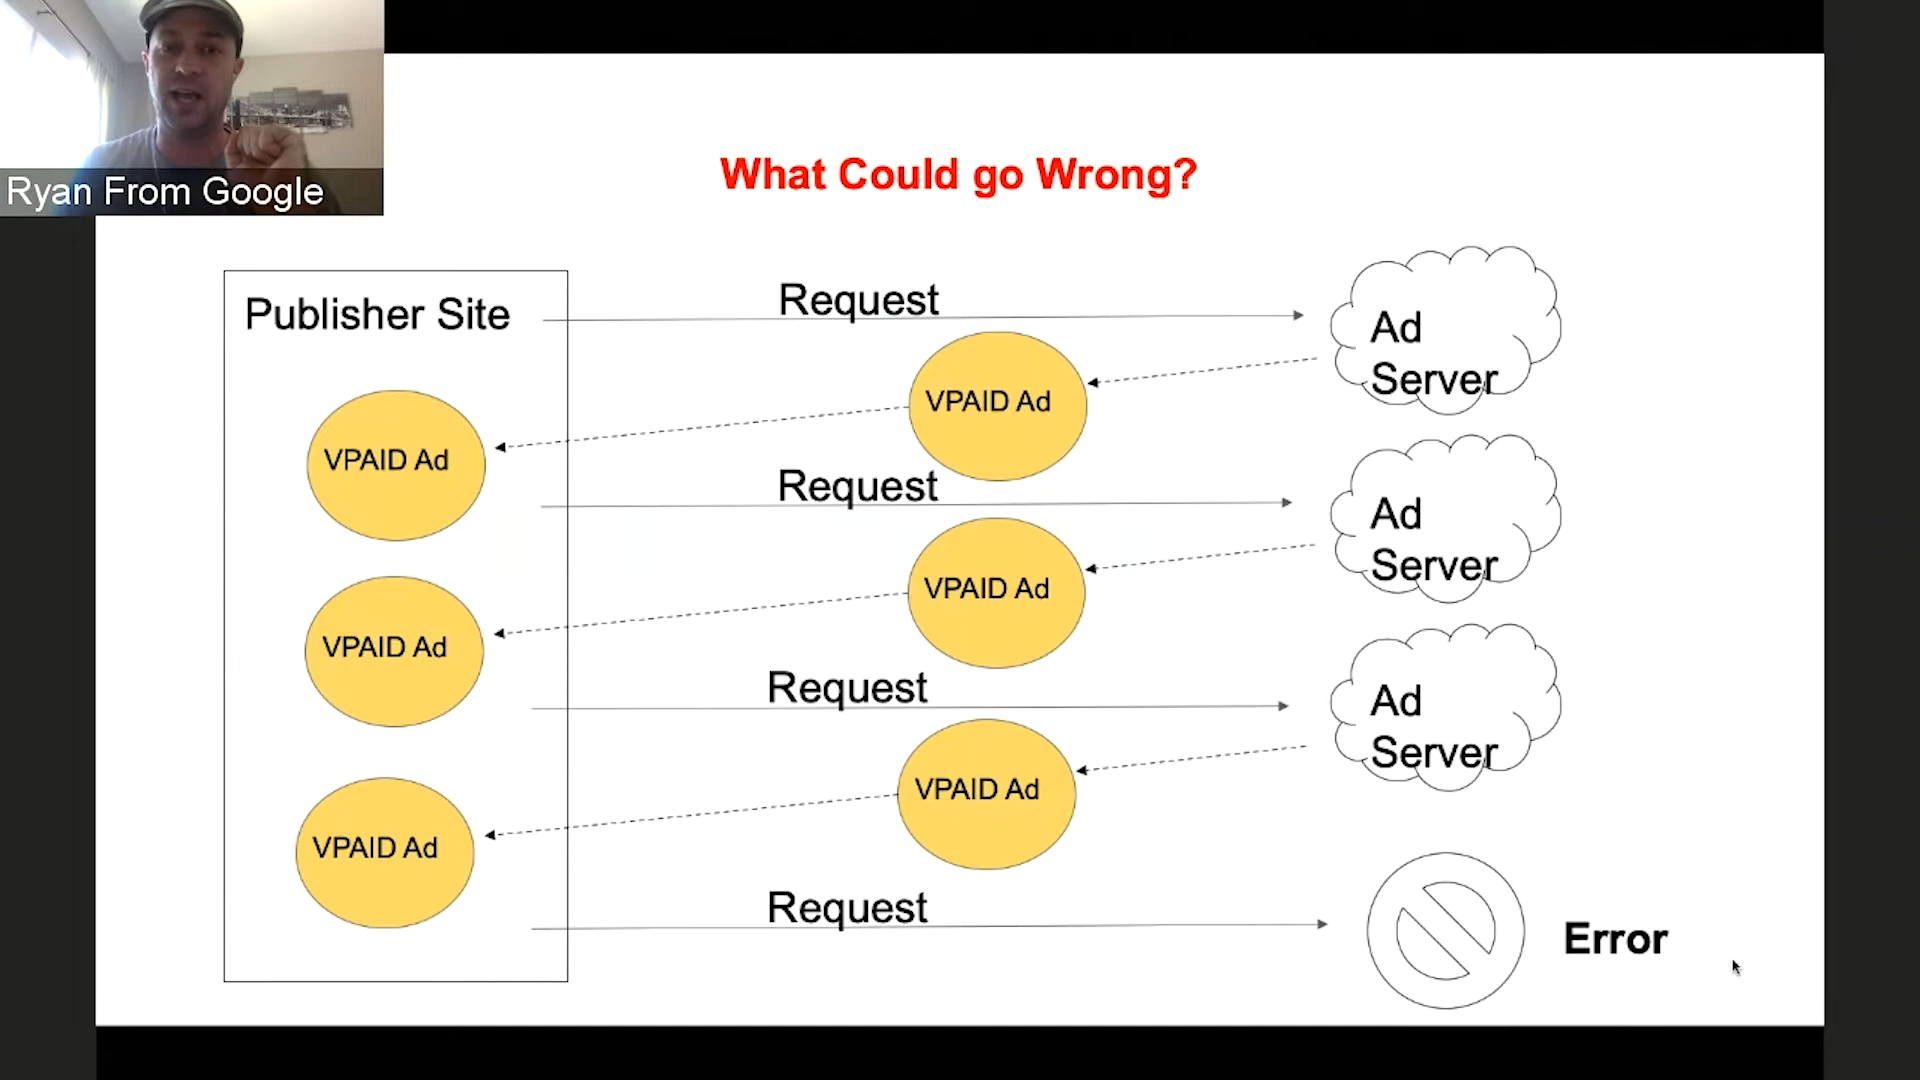 Ryan From Google
What Could go Wrong?
Publisher Site
Request
Ad
Server
VPAID Ad
VPAID Ad
Request
Ad
Server
VPAID Ad
VPAID Ad
Request
Ad
Server
VPAID Ad
VPAID Ad
Request
Error